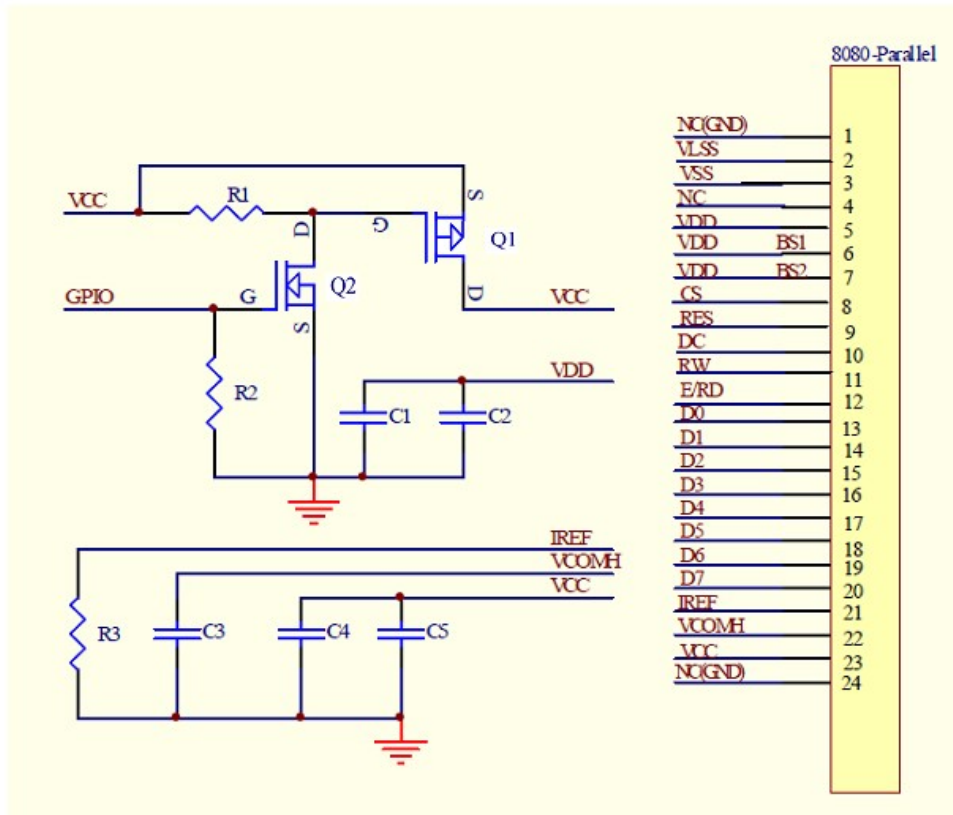 8080-Parallel
VCC
R1
D
G
S
Q1
D
VCC
GPIO
G
Q2
S
R2
VDD
C1
C2
IREF
VCOMH
VCC
R3
C3
C4
C5
NC(GND) 1
VLSS 2
VSS 3
NC 4
VDD 5
VDD BS1 6
VDD BS2 7
CS 8
RES 9
DC 10
RW 11
E/RD 12
D0 13
D1 14
D2 15
D3 16
D4 17
D5 18
D6 19
D7 20
IREF 21
VCOMH 22
VCC 23
NC(GND) 24